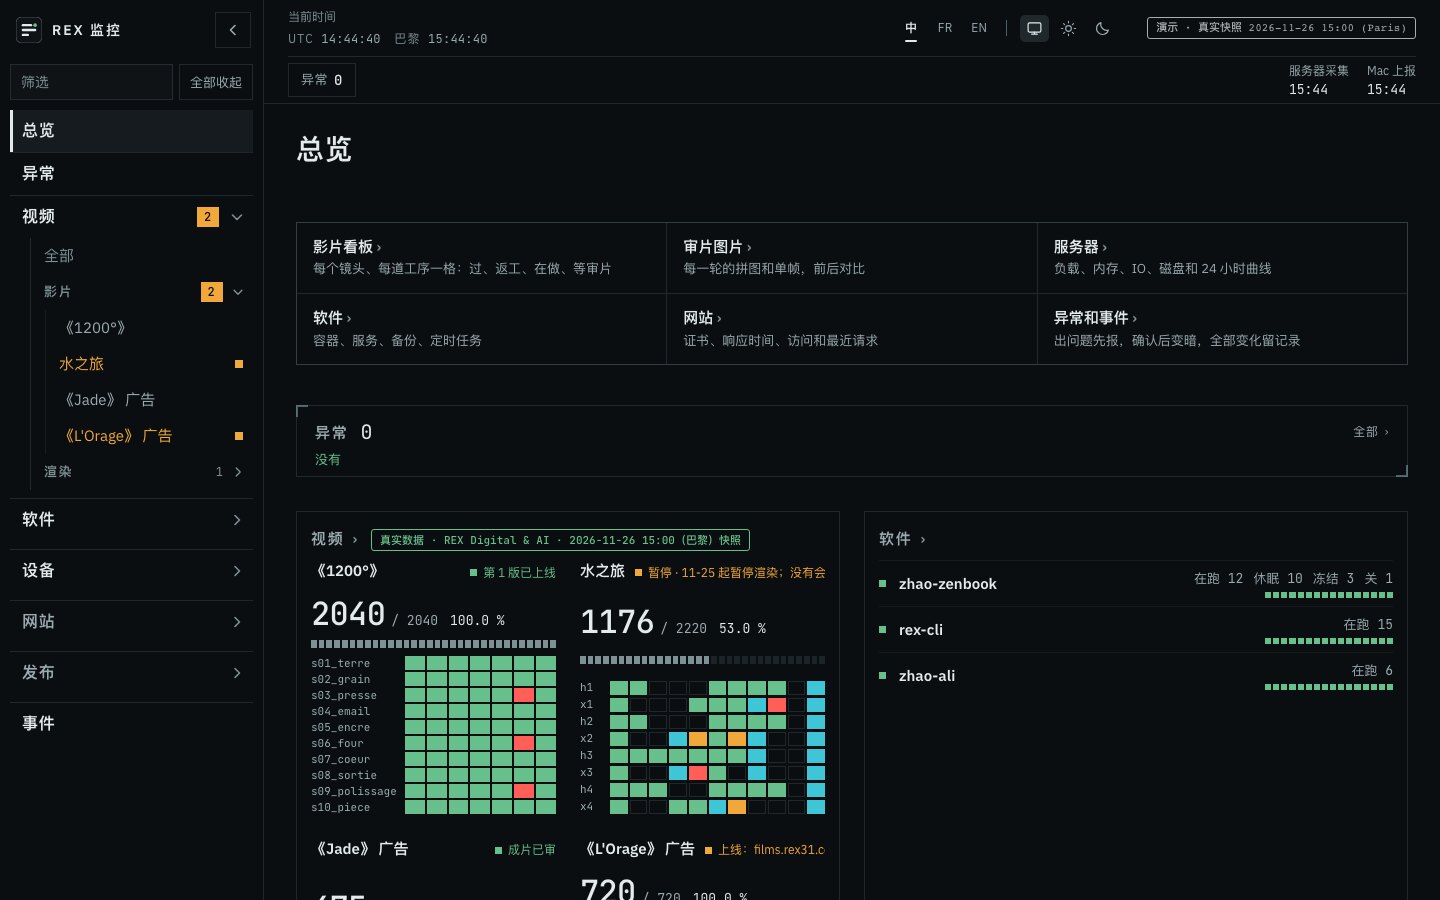 REX 监控
筛选
全部收起
总览
异常
视频 2
全部
影片 2
《1200°》
水之旅
《Jade》 广告
《L'Orage》 广告
渲染 1
软件
设备
网站
发布
事件
当前时间
UTC 14:44:40 巴黎 15:44:40
中 FR EN
演示 · 真实快照 2026-11-26 15:00 (Paris)
异常 0
服务器采集 Mac 上报
15:44 15:44
总览
影片看板 ›
每个镜头、每道工序一格：过、返工、在做、等审片
审片图片 ›
每一轮的拼图和单帧，前后对比
服务器 ›
负载、内存、IO、磁盘和 24 小时曲线
软件 ›
容器、服务、备份、定时任务
网站 ›
证书、响应时间、访问和最近请求
异常和事件 ›
出问题先报，确认后变暗，全部变化留记录
异常 0
全部 ›
没有
视频 ›
真实数据 · REX Digital & AI · 2026-11-26 15:00 (巴黎) 快照
《1200°》
第 1 版已上线
2040 / 2040 100.0 %
s01_terre
s02_grain
s03_presse
s04_email
s05_encre
s06_four
s07_coeur
s08_sortie
s09_polissage
s10_piece
水之旅
暂停 · 11-25 起暂停渲染；没有会
1176 / 2220 53.0 %
h1
x1
h2
x2
h3
x3
h4
x4
《Jade》 广告
成片已审
《L'Orage》 广告
上线：films.rex31.c
720 / 720 100.0 %
软件 ›
zhao-zenbook
在跑 12 休眠 10 冻结 3 关 1
rex-cli
在跑 15
zhao-ali
在跑 6